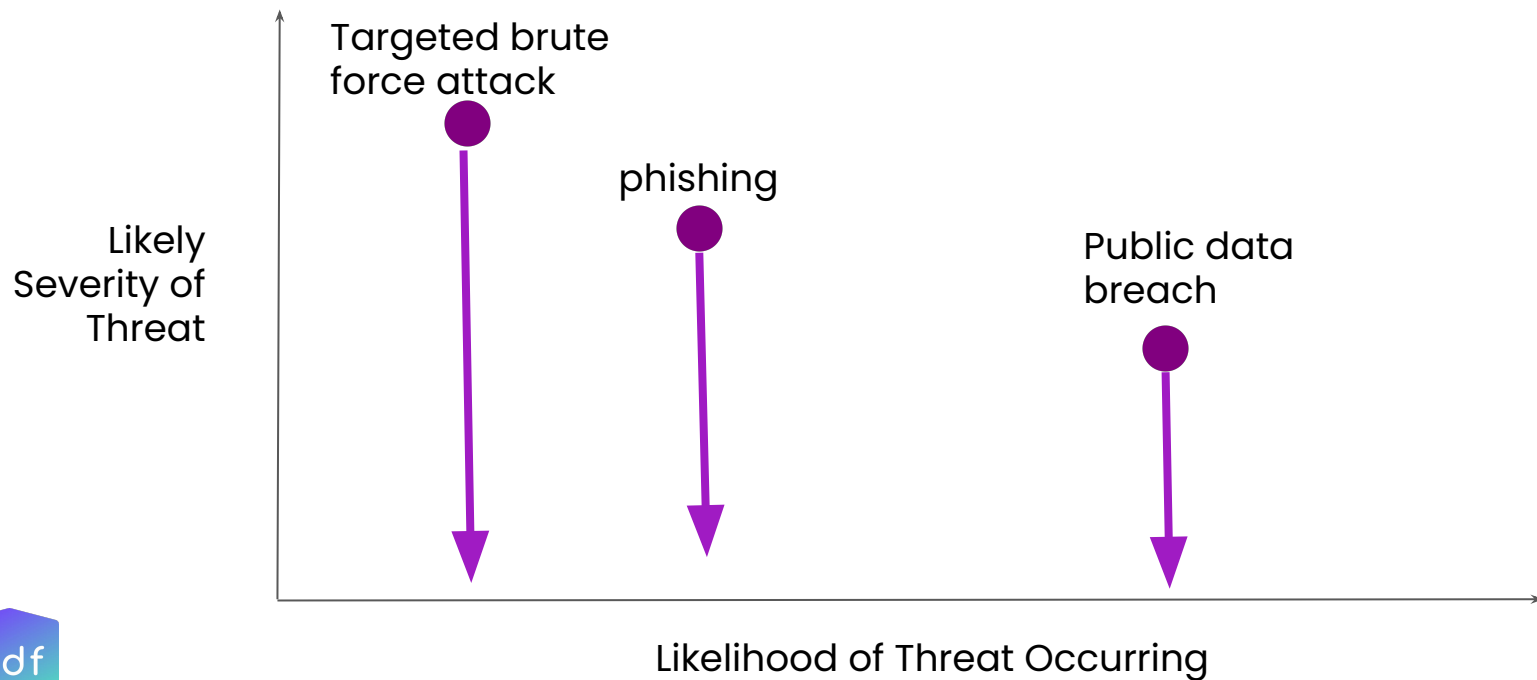 Targeted brute
force attack
phishing
Public data
breach
Likely
Severity of
Threat
Likelihood of Threat Occurring
df